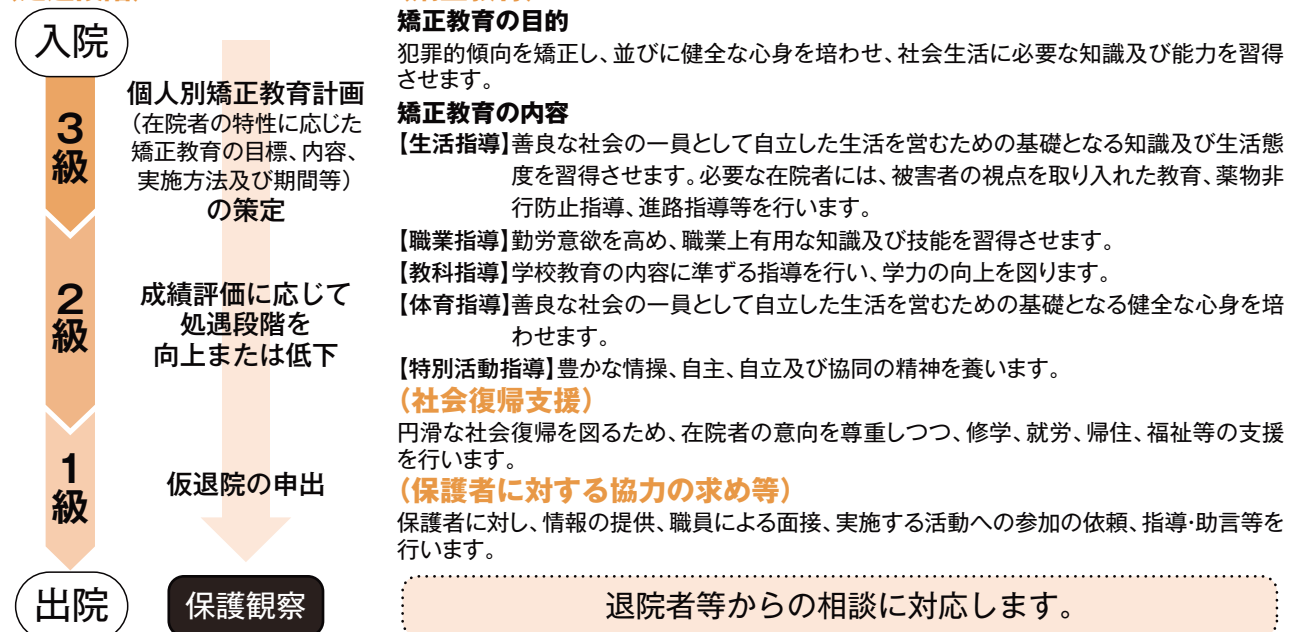 入院
3級
2級
1級
出院
個人別矯正教育計画
(在院者の特性に応じた
矯正教育の目標、内容、
実施方法及び期間等)
の策定
成績評価に応じて
処遇段階を
向上または低下
仮退院の申出
保護観察
矯正教育の目的
犯罪的傾向を矯正し、並びに健全な心身を培わせ、社会生活に必要な知識及び能力を習得
させます。
矯正教育の内容
【生活指導】善良な社会の一員として自立した生活を営むための基礎となる知識及び生活態
度を習得させます。必要な在院者には、被害者の視点を取り入れた教育、薬物非
行防止指導、進路指導等を行います。
【職業指導】勤労意欲を高め、職業上有用な知識及び技能を習得させます。
【教科指導】学校教育の内容に準ずる指導を行い、学力の向上を図ります。
【体育指導】善良な社会の一員として自立した生活を営むための基礎となる健全な心身を培
わせます。
【特別活動指導】豊かな情操、自主、自立及び協同の精神を養います。
(社会復帰支援)
円滑な社会復帰を図るため、在院者の意向を尊重しつつ、修学、就労、帰住、福祉等の支援
を行います。
(保護者に対する協力の求め等)
保護者に対し、情報の提供、職員による面接、実施する活動への参加の依頼、指導・助言等を
行います。
退院者等からの相談に対応します。